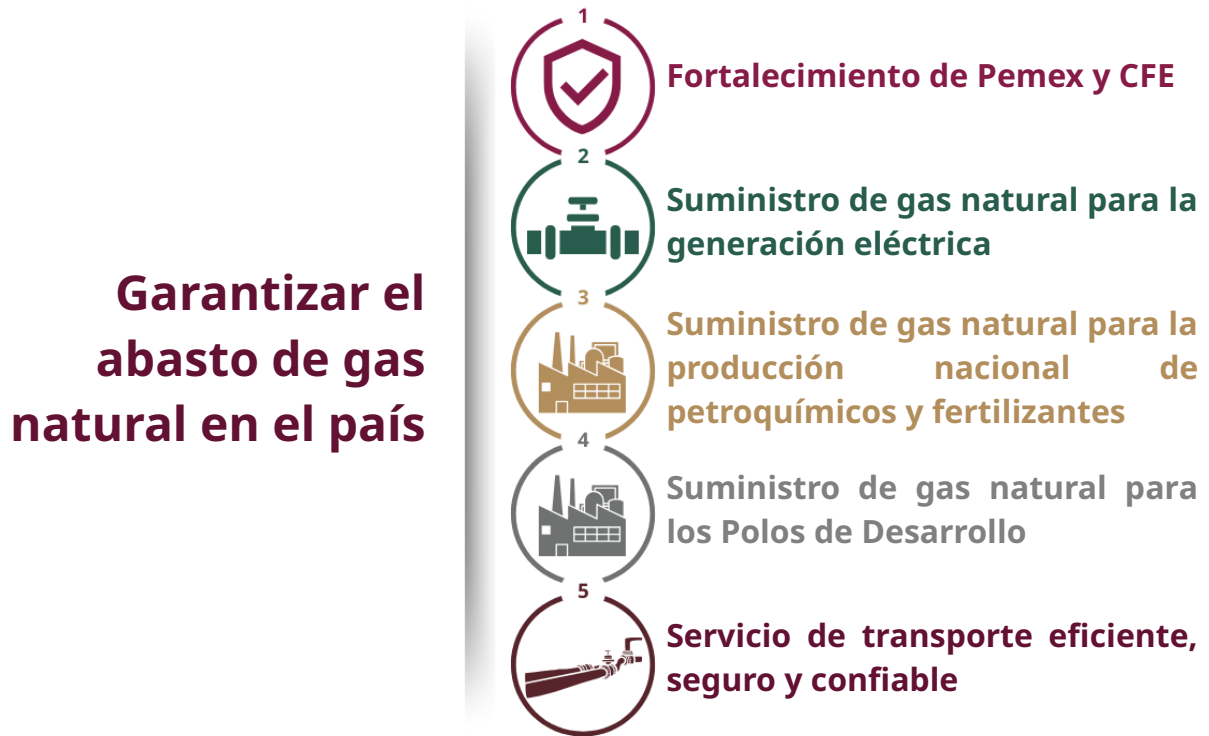 Garantizar el
abasto de gas
natural en el país
1
Fortalecimiento de Pemex y CFE
2
Suministro de gas natural para la
generación eléctrica
3
Suministro de gas natural para la
producción nacional de
petroquímicos y fertilizantes
4
Suministro de gas natural para
los Polos de Desarrollo
5
Servicio de transporte eficiente,
seguro y confiable